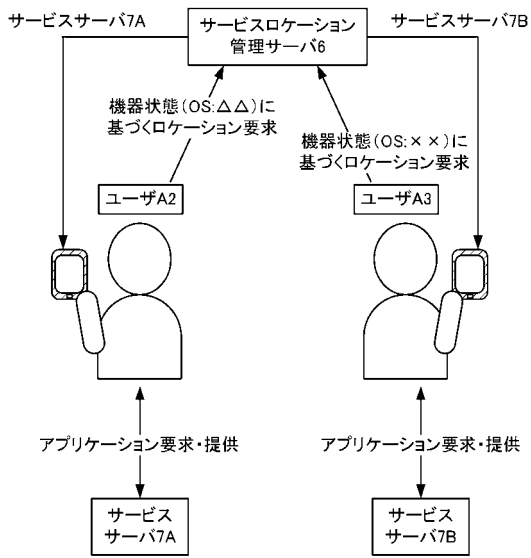 サービスサーバ7A
サービスロケーション
管理サーバ6
サービスサーバ7B
機器状態(OS:△△)に
基づくロケーション要求
機器状態(OS:××)に
基づくロケーション要求
ユーザA2
ユーザA3
アプリケーション要求・提供
アプリケーション要求・提供
サービス
サーバ7A
サービス
サーバ7B